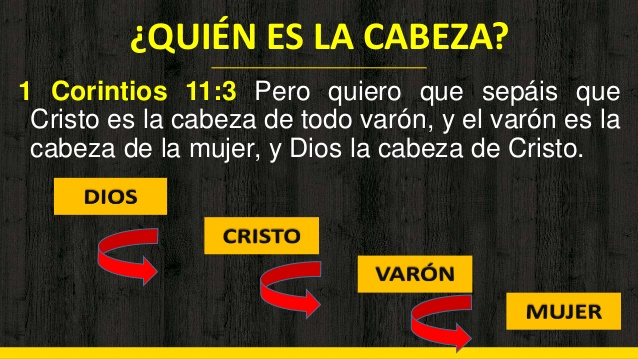 ¿QUIÉN ES LA CABEZA?
1 Corintios 11:3 Pero quiero que sepáis que
Cristo es la cabeza de todo varón, y el varón es la
cabeza de la mujer, y Dios la cabeza de Cristo.
DIOS
CRISTO
VARÓN
MUJER